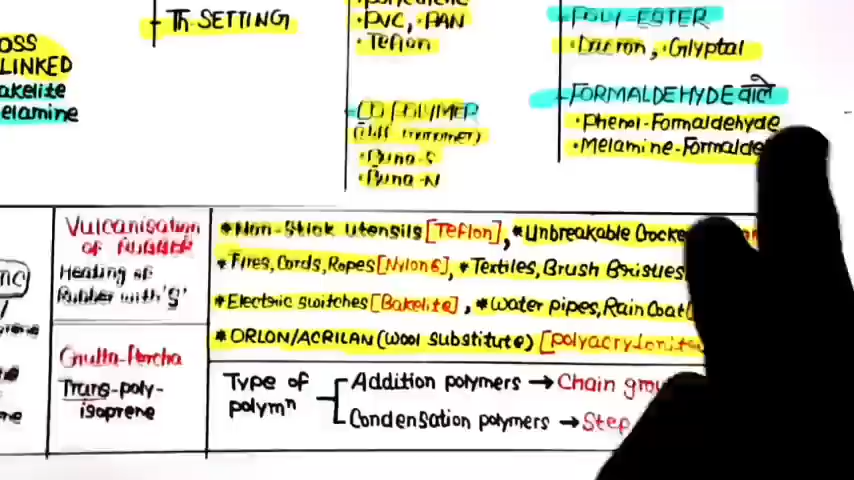 Th. SETTING
OSS
LINKED
akelite
elamine
PVC, PAN
Teflon
CO POLYMER
Buna-S
Buna-N
POLY-ESTER
Dacron, Glyptal
FORMALDEHYDE वाले
Phenol-Formaldehyde
Melamine-Formalde
Vulcanisation
of RUBBER
Heating of
Rubber with 'S'
Gutta-Percha
Trans-poly-
isoprene
* Non-Stick utensils [Teflon], * Unbreakable Crocke
* Tires, Cords, Ropes [Nylon6], * Textiles, Brush Bristles
* Electric switches [Bakelite], * Water pipes, Rain Coat
* ORLON/ACRILAN (Wool Substitute) [polyacrylonit
Type of
polymⁿ
Addition polymers → Chain grow
Condensation polymers → Step